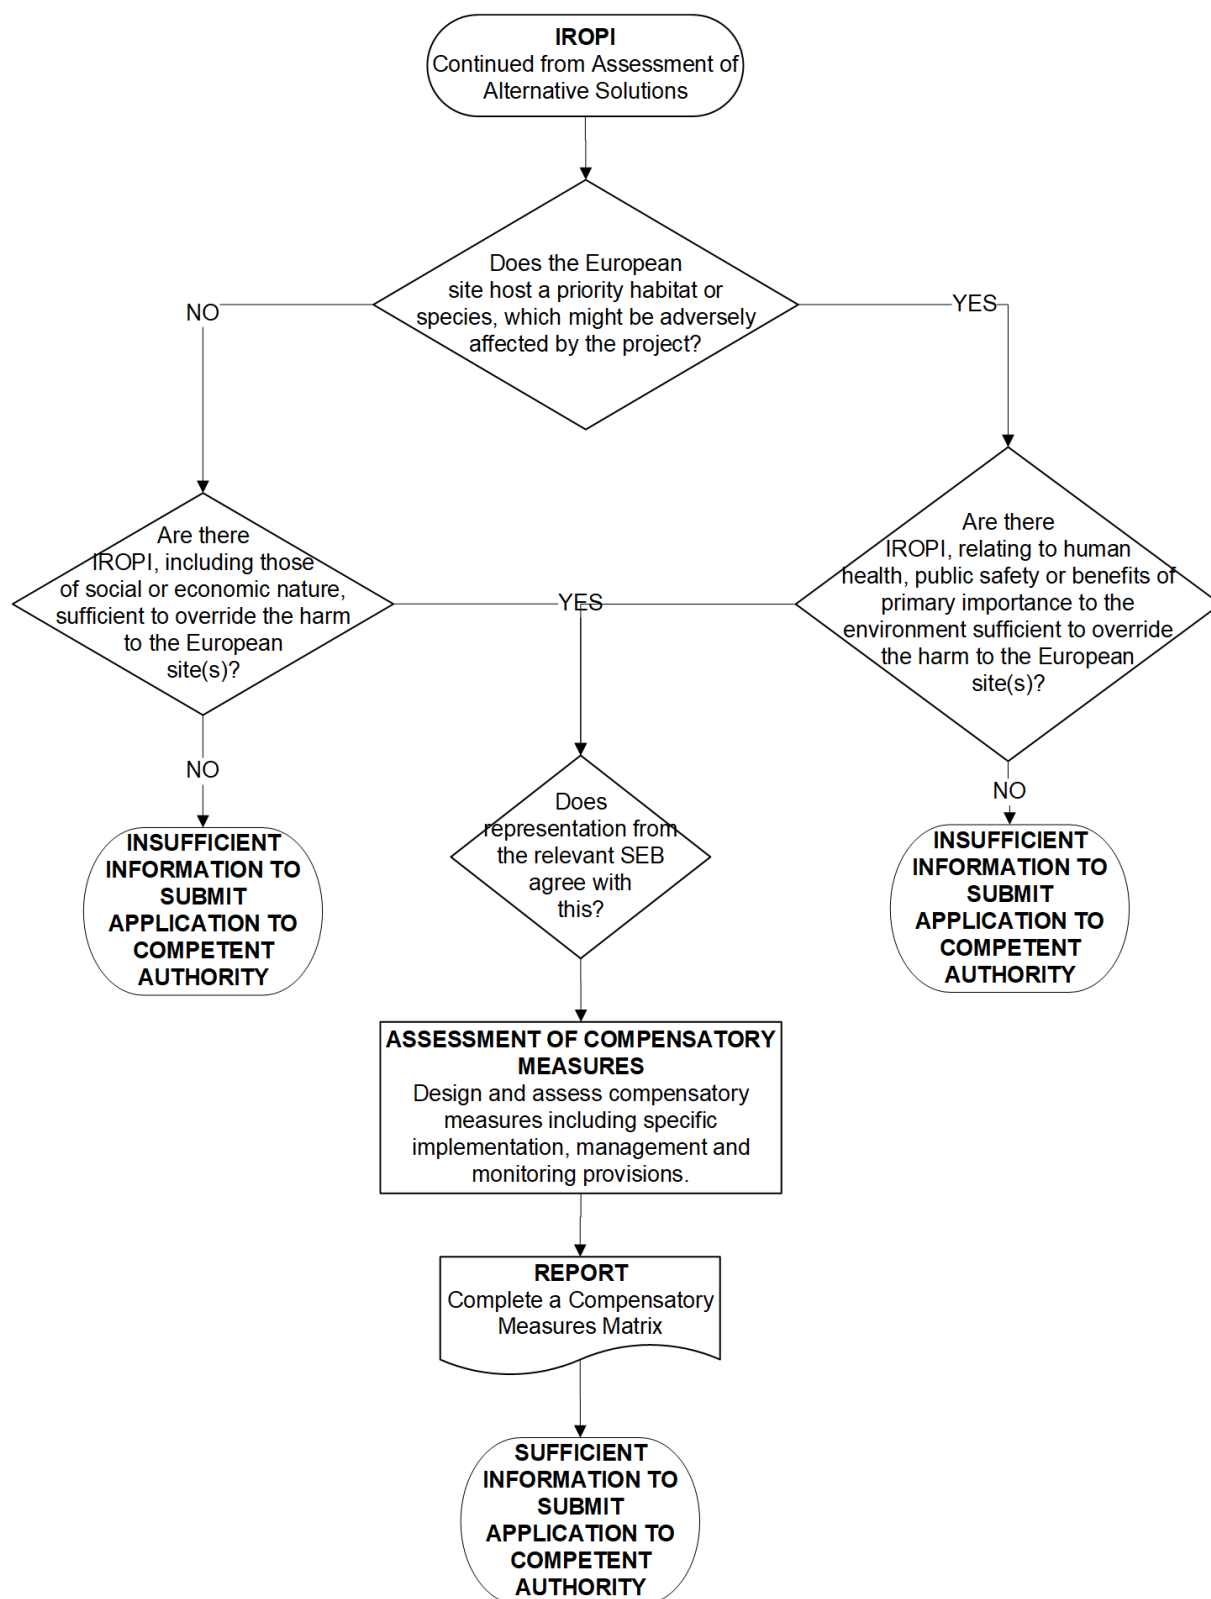 IROPI
Continued from Assessment of
Alternative Solutions
Does the European
site host a priority habitat or
species, which might be adversely
affected by the project?
NO
YES
Are there
IROPI, including those
of social or economic nature,
sufficient to override the harm
to the European
site(s)?
YES
Are there
IROPI, relating to human
health, public safety or benefits of
primary importance to the
environment sufficient to override
the harm to the European
site(s)?
NO
NO
Does
representation from
the relevant SEB
agree with
this?
INSUFFICIENT
INFORMATION TO
SUBMIT
APPLICATION TO
COMPETENT
AUTHORITY
INSUFFICIENT
INFORMATION TO
SUBMIT
APPLICATION TO
COMPETENT
AUTHORITY
ASSESSMENT OF COMPENSATORY
MEASURES
Design and assess compensatory
measures including specific
implementation, management and
monitoring provisions.
REPORT
Complete a Compensatory
Measures Matrix
SUFFICIENT
INFORMATION TO
SUBMIT
APPLICATION TO
COMPETENT
AUTHORITY